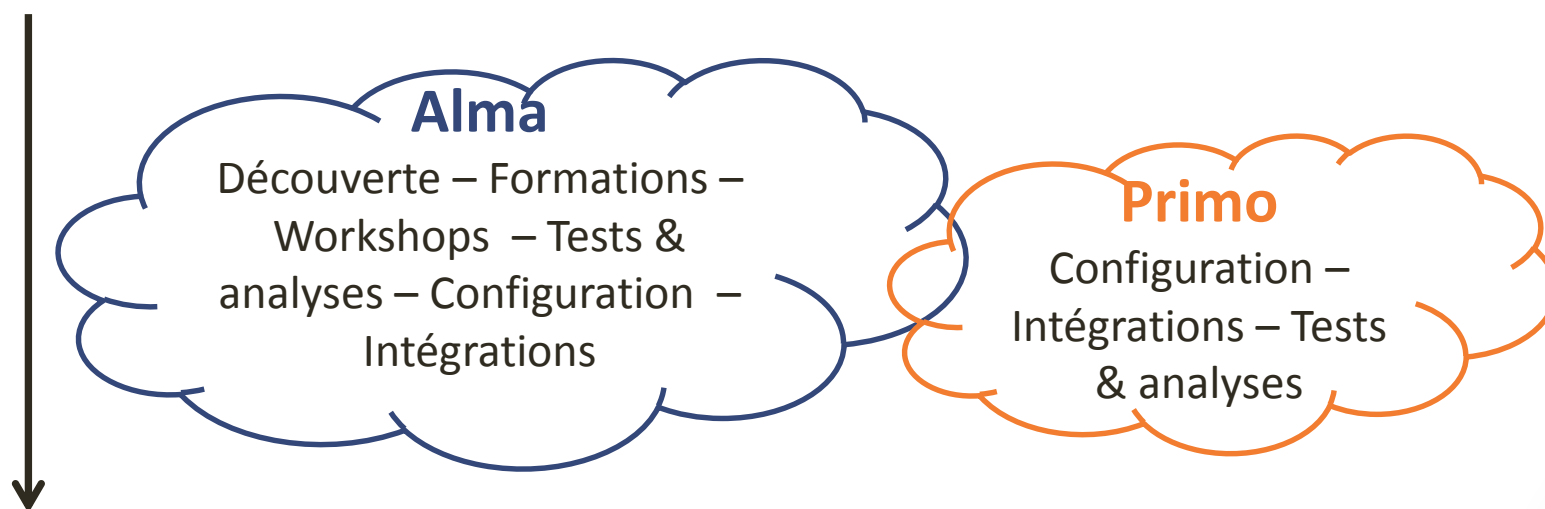 Alma
Découverte – Formations –
Workshops – Tests &
analyses – Configuration –
Intégrations
Primo
Configuration –
Intégrations – Tests
& analyses